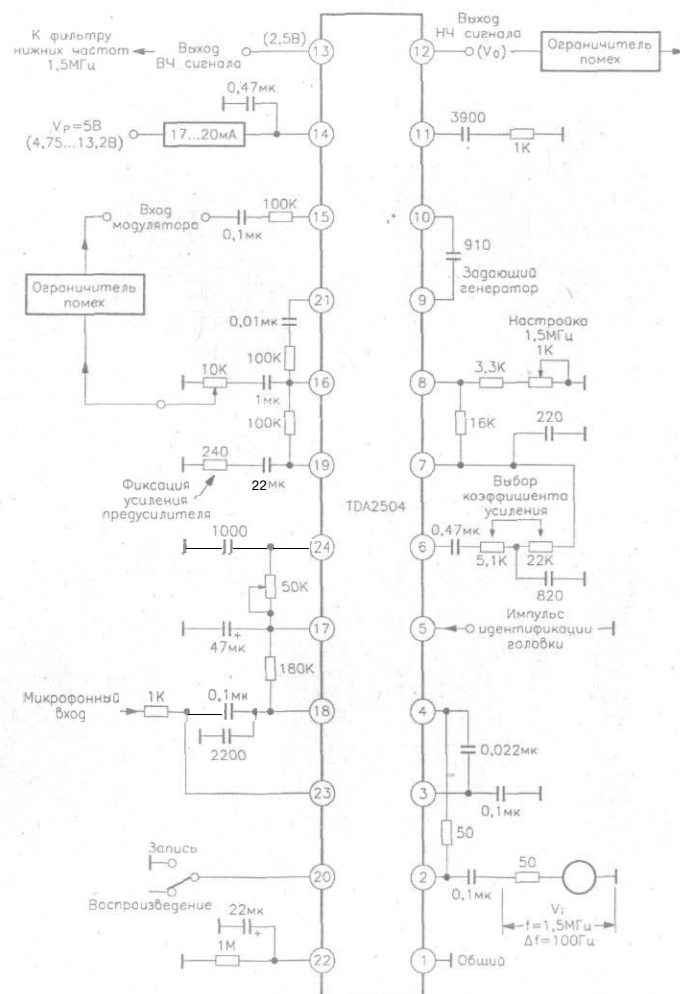 К фильтру
нижних частот
1,5МГц
Выход
ВЧ сигнала
(2,5В)
13
12
Выход
НЧ сигнала
(Vo)
Ограничитель
помех
0,47мк
Vp=5В
(4,75...13,2В)
17...20мА
14
11
3900
1К
Вход
модулятора
0,1мк
100К
15
10
910
Задающий
генератор
Ограничитель
помех
21
9
0,01мк
100К
10К
1мк
16
8
3,3К
Настройка
1,5МГц
1К
100К
16К
220
240
22мк
19
7
Фиксация
усиления
предусилителя
TDA2504
Выбор
коэффициента
усиления
1000
24
6
0,47мк
5,1К
22К
820
50К
47мк
+
17
5
Импульс
идентификации
головки
180К
Микрофонный
вход
1К
0,1мк
18
4
2200
0,022мк
23
3
0,1мк
50
Запись
Воспроизведение
20
2
0,1мк
50
Vi
f=1,5МГц
Δf=100Гц
22мк
+
1М
22
1
Общий